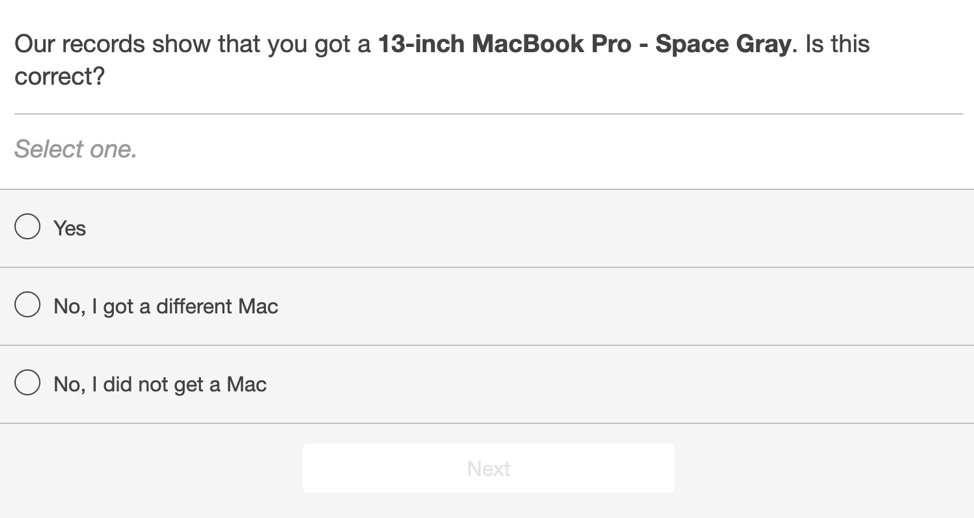 Our records show that you got a 13-inch MacBook Pro - Space Gray. Is this
correct?
Select one.
Yes
No, I got a different Mac
No, I did not get a Mac
Next